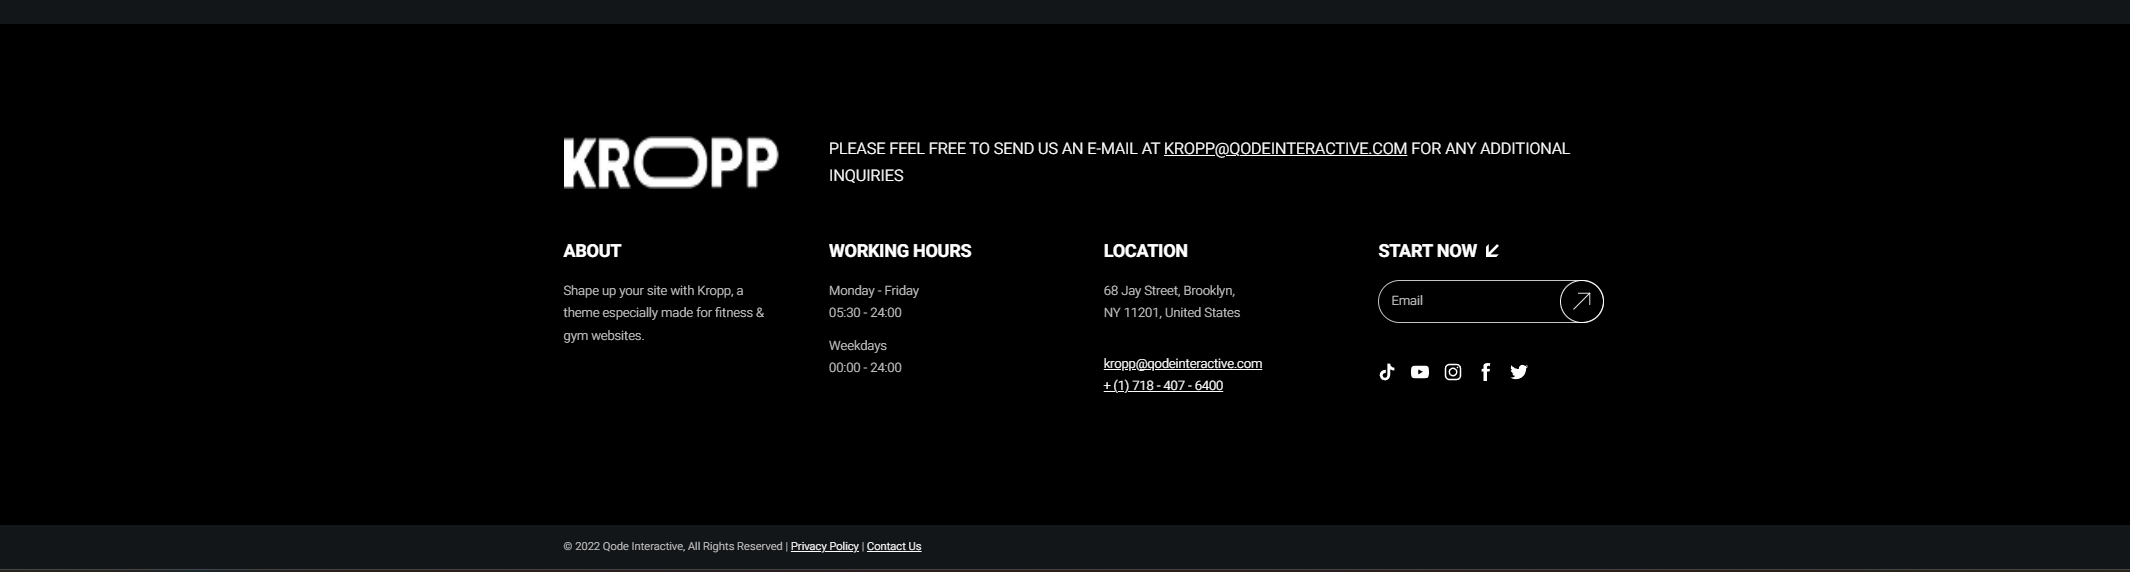 KROPP
PLEASE FEEL FREE TO SEND US AN E-MAIL AT KROPP@QODEINTERACTIVE.COM FOR ANY ADDITIONAL
INQUIRIES
ABOUT
Shape up your site with Kropp, a
theme especially made for fitness &
gym websites.
WORKING HOURS
Monday - Friday
05:30 - 24:00
Weekdays
00:00 - 24:00
LOCATION
68 Jay Street, Brooklyn,
NY 11201, United States
kropp@qodeinteractive.com
+ (1) 718 - 407 - 6400
START NOW
Email
© 2022 Qode Interactive, All Rights Reserved | Privacy Policy | Contact Us